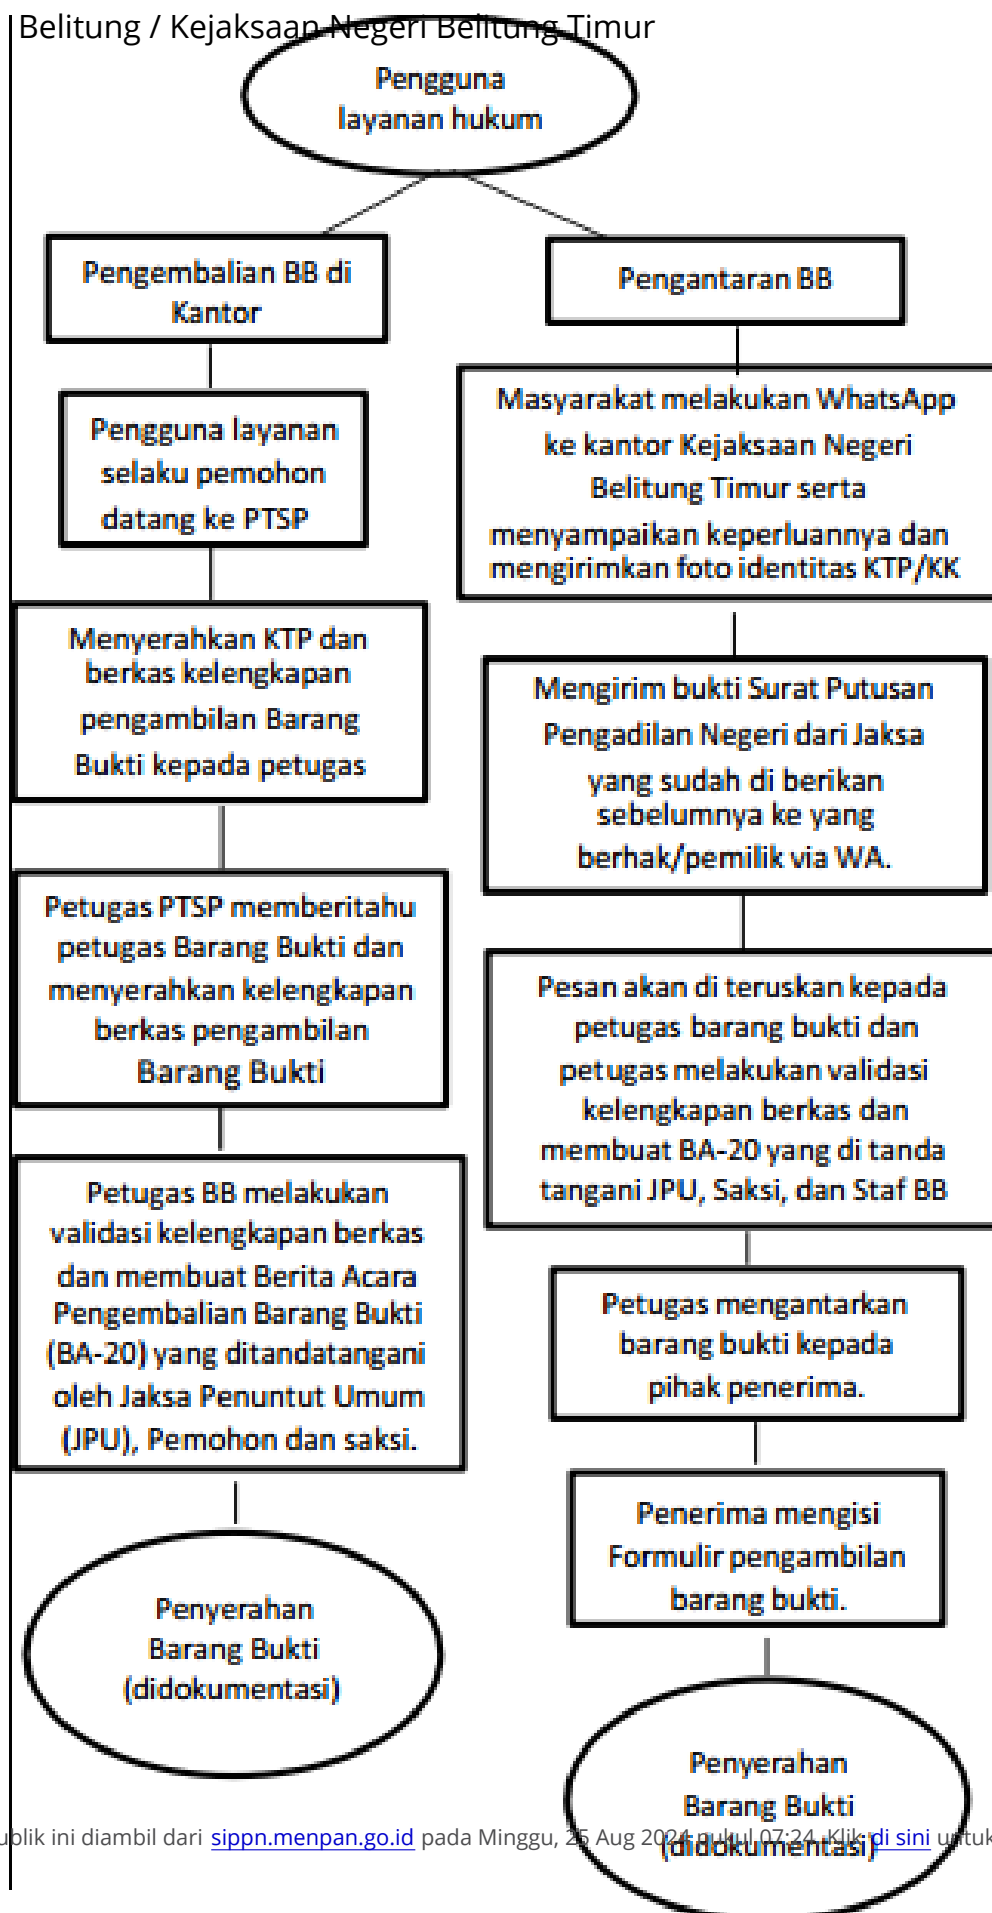 Belitung / Kejaksaan Negeri Belitung Timur
Pengguna
layanan hukum
Pengembalian BB di
Kantor
Pengguna layanan
selaku pemohon
datang ke PTSP
Menyerahkan KTP dan
berkas kelengkapan
pengambilan Barang
Bukti kepada petugas
Petugas PTSP memberitahu
petugas Barang Bukti dan
menyerahkan kelengkapan
berkas pengambilan
Barang Bukti
Petugas BB melakukan
validasi kelengkapan berkas
dan membuat Berita Acara
Pengembalian Barang Bukti
(BA-20) yang ditandatangani
oleh Jaksa Penuntut Umum
(JPU), Pemohon dan saksi.
Penyerahan
Barang Bukti
(didokumentasi)
Pengantaran BB
Masyarakat melakukan WhatsApp
ke kantor Kejaksaan Negeri
Belitung Timur serta
menyampaikan keperluannya dan
mengirimkan foto identitas KTP/KK
Mengirim bukti Surat Putusan
Pengadilan Negeri dari Jaksa
yang sudah di berikan
sebelumnya ke yang
berhak/pemilik via WA.
Pesan akan di teruskan kepada
petugas barang bukti dan
petugas melakukan validasi
kelengkapan berkas dan
membuat BA-20 yang di tanda
tangani JPU, Saksi, dan Staf BB
Petugas mengantarkan
barang bukti kepada
pihak penerima.
Penerima mengisi
Formulir pengambilan
barang bukti.
Penyerahan
Barang Bukti
(didokumentasi)
ublik ini diambil dari sippn.menpan.go.id pada Minggu, 25 Aug 2024 pukul 07:24. Klik di sini untuk